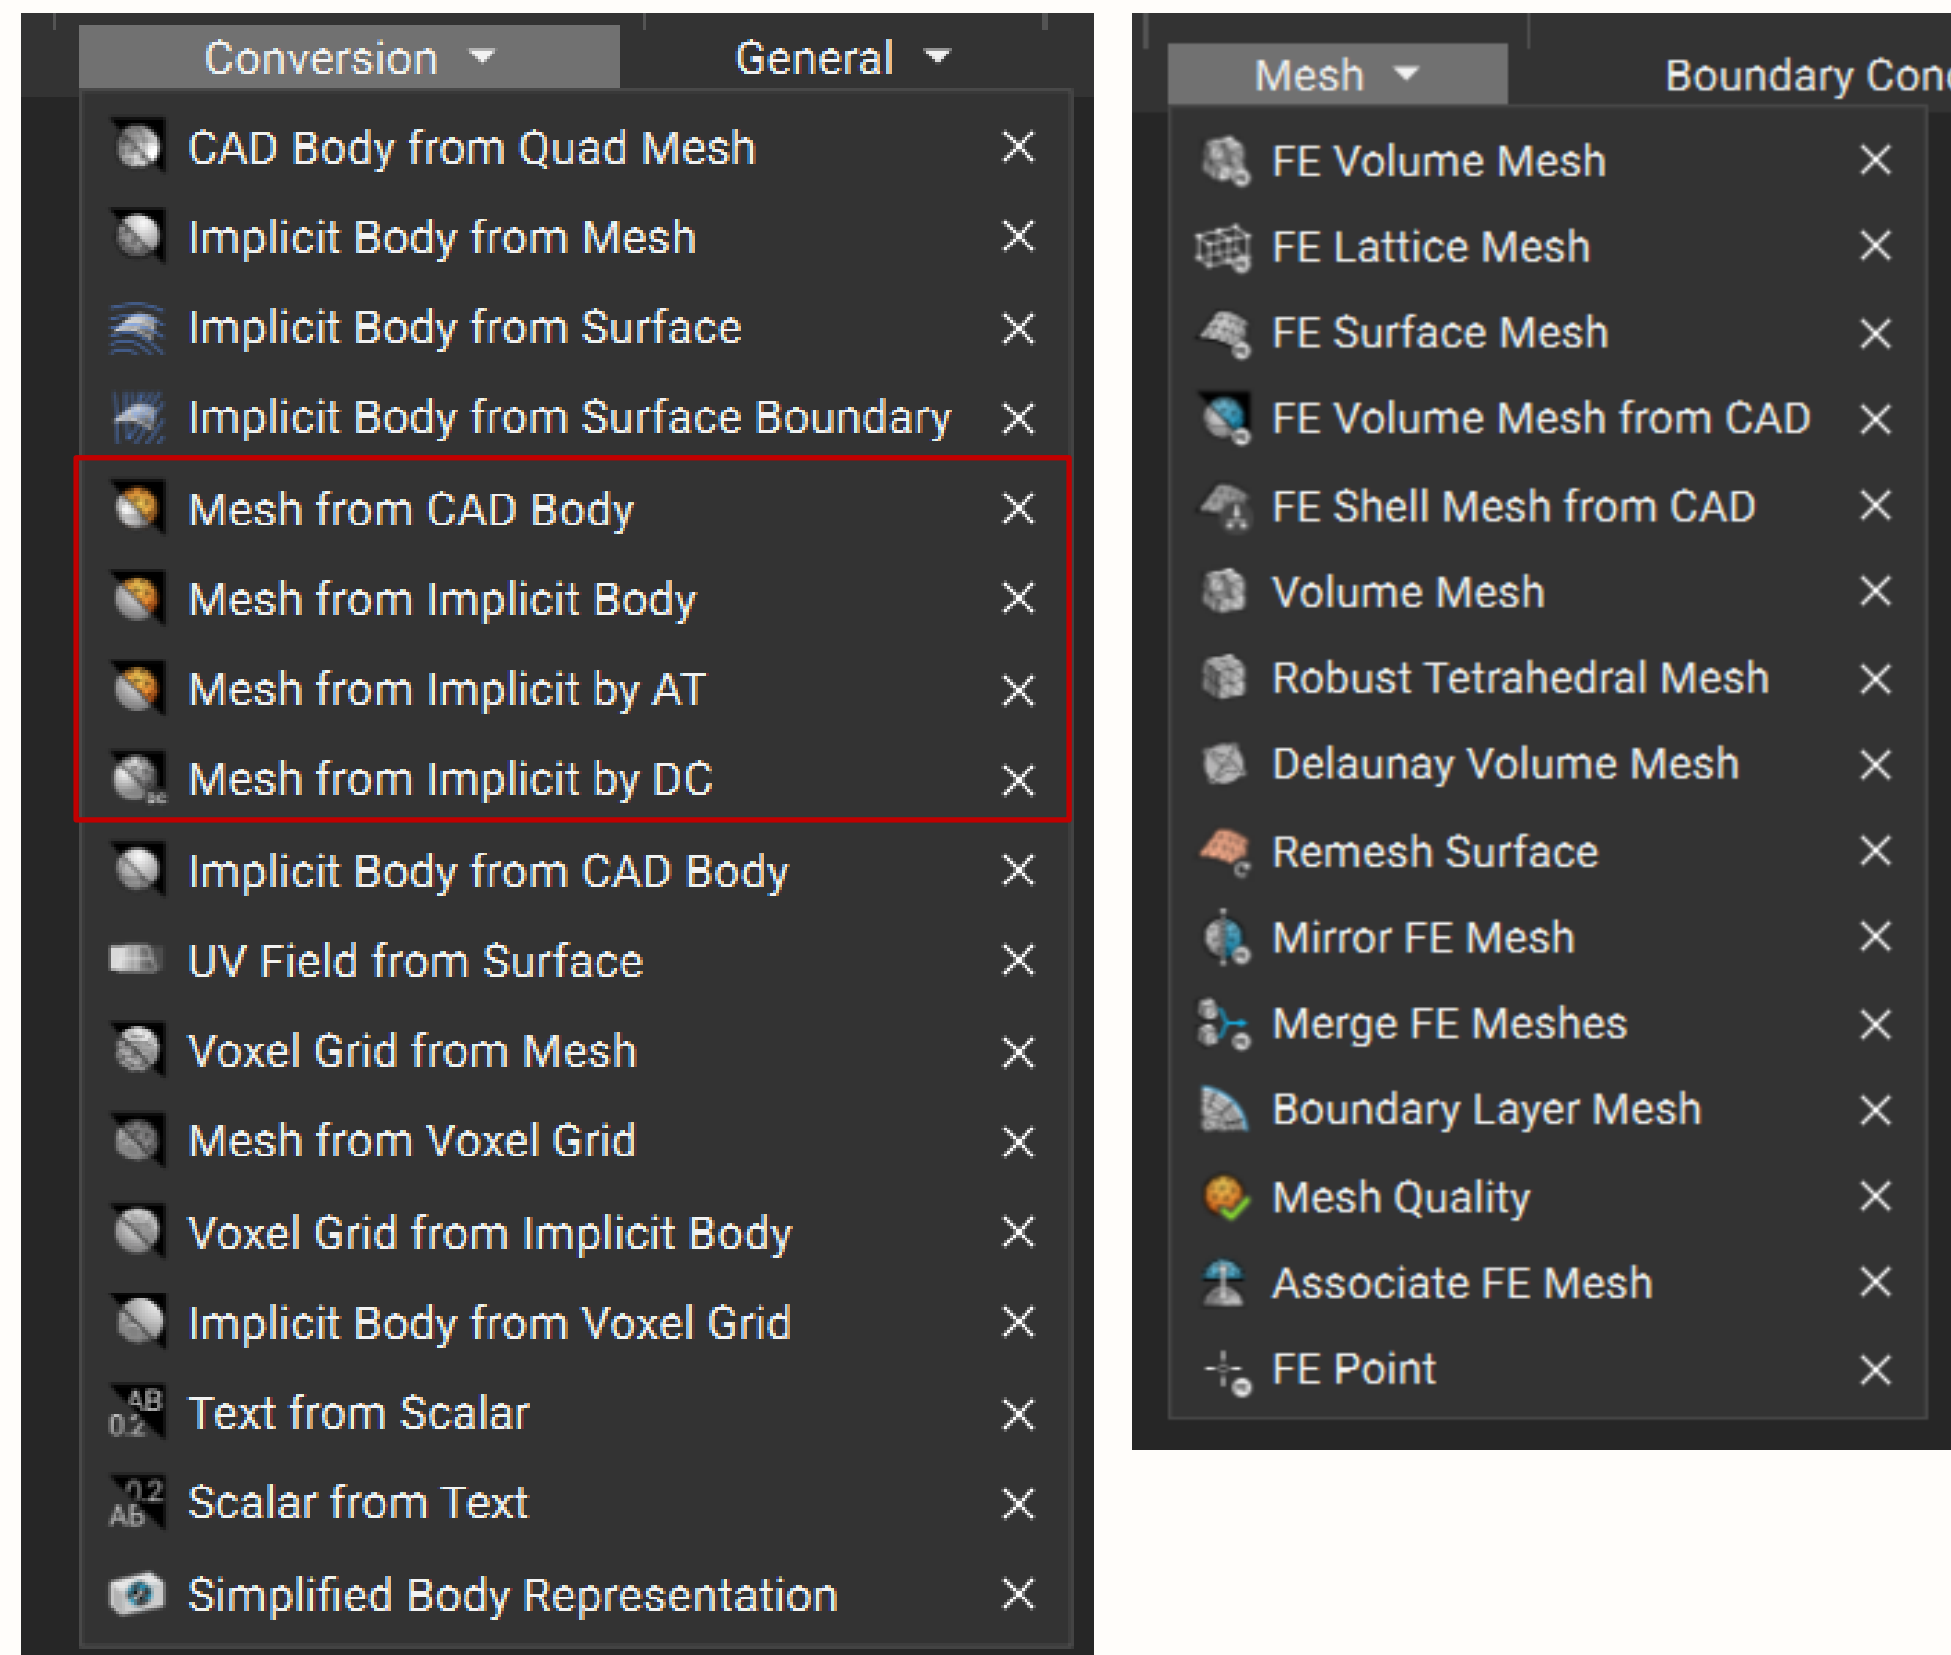 Conversion
General
CAD Body from Quad Mesh
Implicit Body from Mesh
Implicit Body from Surface
Implicit Body from Surface Boundary
Mesh from CAD Body
Mesh from Implicit Body
Mesh from Implicit by AT
Mesh from Implicit by DC
Implicit Body from CAD Body
UV Field from Surface
Voxel Grid from Mesh
Mesh from Voxel Grid
Voxel Grid from Implicit Body
Implicit Body from Voxel Grid
Text from Scalar
Scalar from Text
Simplified Body Representation
Mesh
Boundary Con
FE Volume Mesh
FE Lattice Mesh
FE Surface Mesh
FE Volume Mesh from CAD
FE Shell Mesh from CAD
Volume Mesh
Robust Tetrahedral Mesh
Delaunay Volume Mesh
Remesh Surface
Mirror FE Mesh
Merge FE Meshes
Boundary Layer Mesh
Mesh Quality
Associate FE Mesh
FE Point